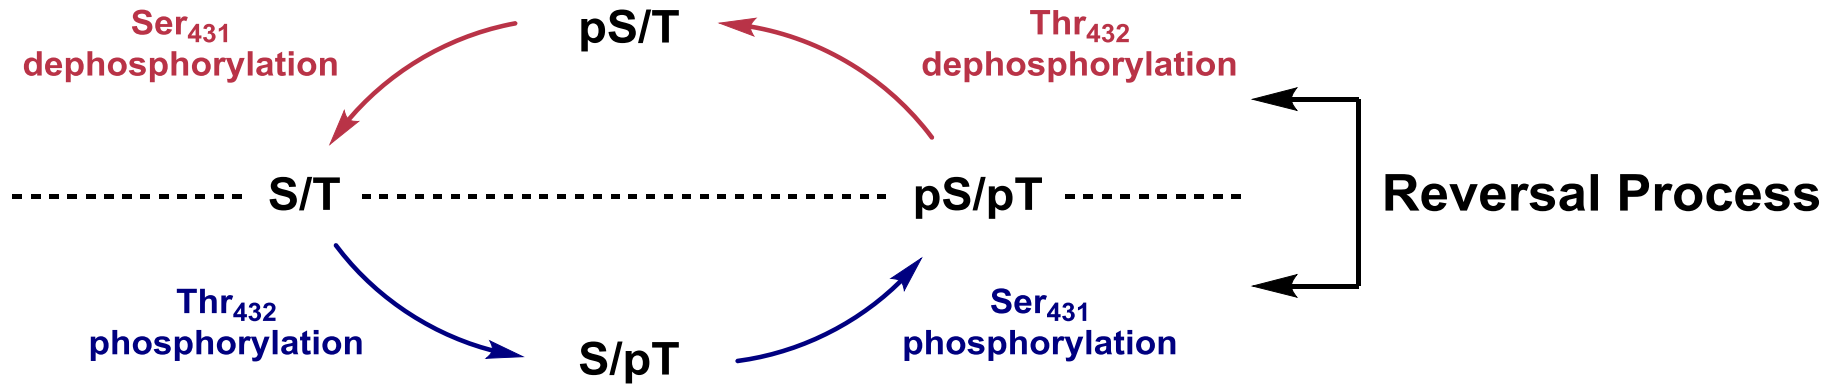 Ser431
dephosphorylation
pS/T
Thr432
dephosphorylation
S/T
pS/pT
Reversal Process
Thr432
phosphorylation
S/pT
Ser431
phosphorylation